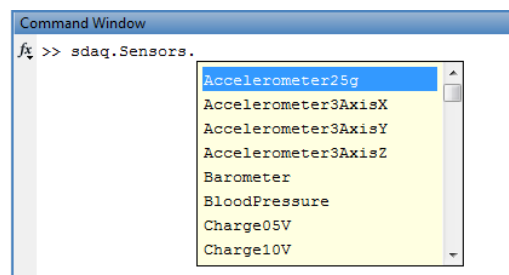 Command Window
fx >> sdaq.Sensors.
Accelerometer25g
Accelerometer3AxisX
Accelerometer3AxisY
Accelerometer3AxisZ
Barometer
BloodPressure
Charge05V
Charge10V